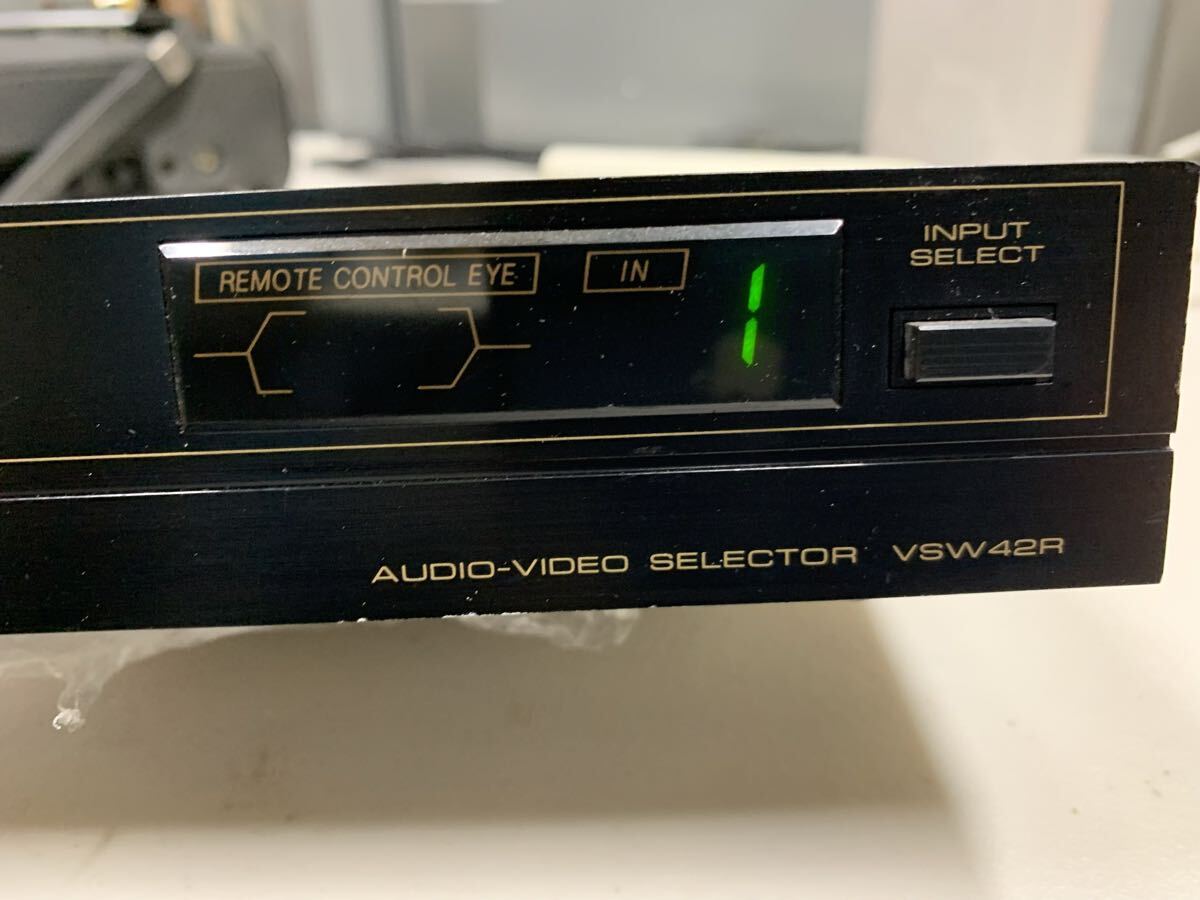 REMOTE CONTROL EYE
IN
1
INPUT
SELECT
AUDIO-VIDEO SELECTOR VSW42R